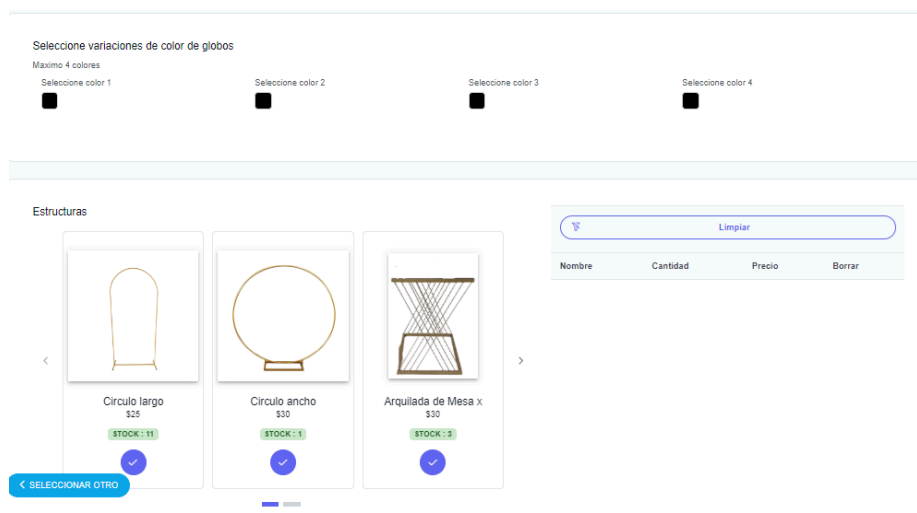 Seleccione variaciones de color de globos
Maximo 4 colores
Seleccione color 1
Seleccione color 2
Seleccione color 3
Seleccione color 4
Estructuras
Limpiar
Nombre Cantidad Precio Borrar
Circulo largo
$25
STOCK : 11
Circulo ancho
$30
STOCK : 1
Arquilada de Mesa x
$30
STOCK : 3
SELECCIONAR OTRO